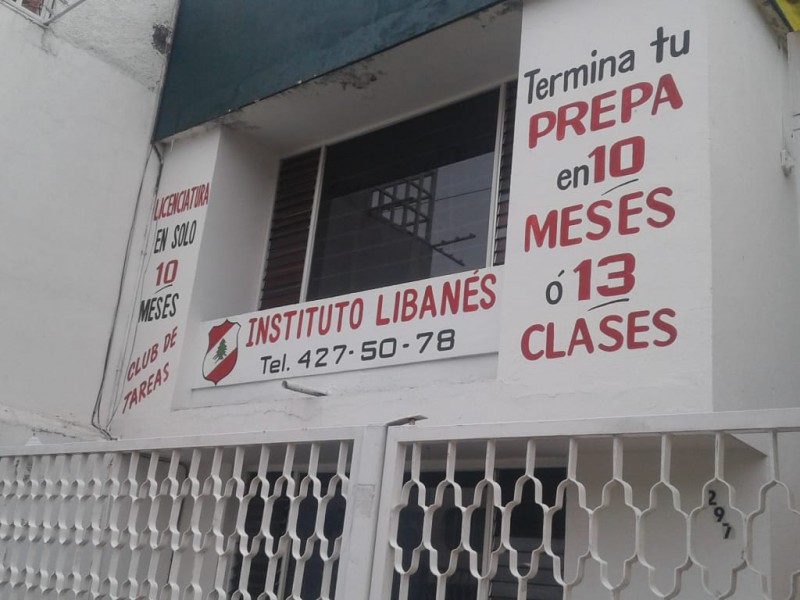 LICENCIATURA
EN SOLO
10
MESES
CLUB DE
TAREAS
INSTITUTO LIBANÉS
Tel. 427-50-78
Termina tu
PREPA
en 10
MESES
ó 13
CLASES
297